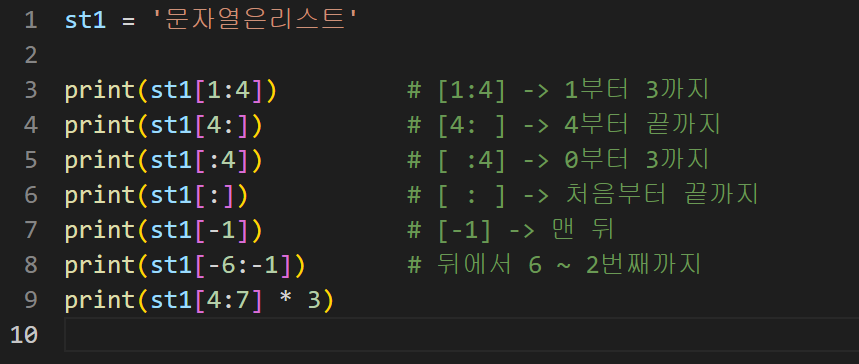 1 st1 = '문자열은리스트'
2
3 print(st1[1:4]) # [1:4] -> 1부터 3까지
4 print(st1[4:]) # [4: ] -> 4부터 끝까지
5 print(st1[:4]) # [ :4] -> 0부터 3까지
6 print(st1[:]) # [ : ] -> 처음부터 끝까지
7 print(st1[-1]) # [-1] -> 맨 뒤
8 print(st1[-6:-1]) # 뒤에서 6 ~ 2번째까지
9 print(st1[4:7] * 3)
10